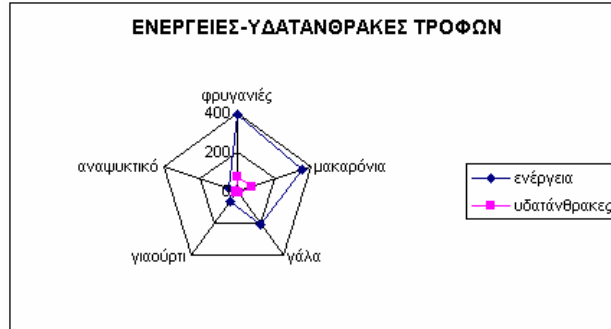 ΕΝΕΡΓΕΙΕΣ-ΥΔΑΤΑΝΘΡΑΚΕΣ ΤΡΟΦΩΝ
φρυγανιές
400
200
0
αναψυκτικό
μακαρόνια
γιαούρτι
γάλα
ενέργεια
υδατάνθρακες